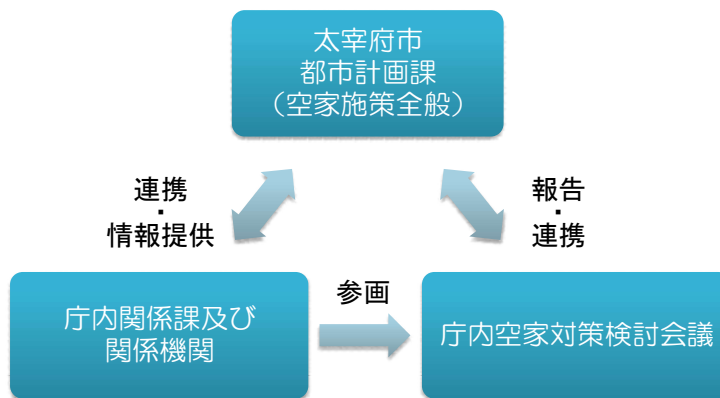 太宰府市
都市計画課
（空家施策全般）
連携
・
情報提供
報告
・
連携
庁内関係課及び
関係機関
参画
庁内空家対策検討会議